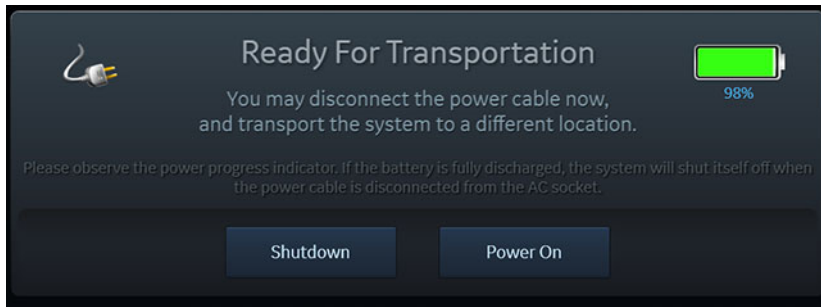 Ready For Transportation
98%
You may disconnect the power cable now,
and transport the system to a different location.
Please observe the power progress indicator. If the battery is fully discharged, the system will shut itself off when
the power cable is disconnected from the AC socket.
Shutdown
Power On